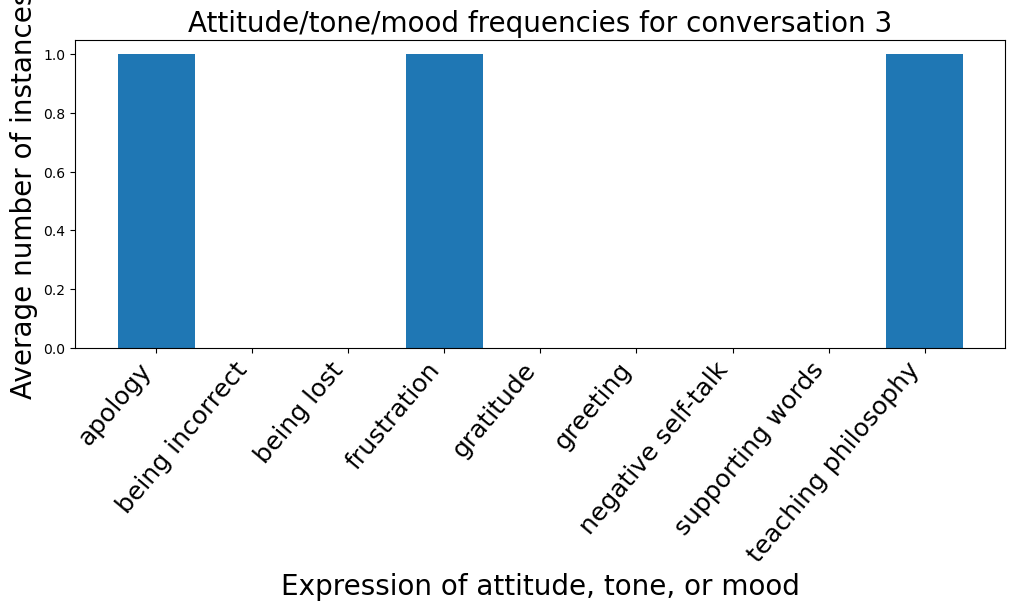 Attitude/tone/mood frequencies for conversation 3
Average number of instances
1.0
0.8
0.6
0.4
0.2
0.0
apology
being incorrect
being lost
frustration
gratitude
greeting
negative self-talk
supporting words
teaching philosophy
Expression of attitude, tone, or mood